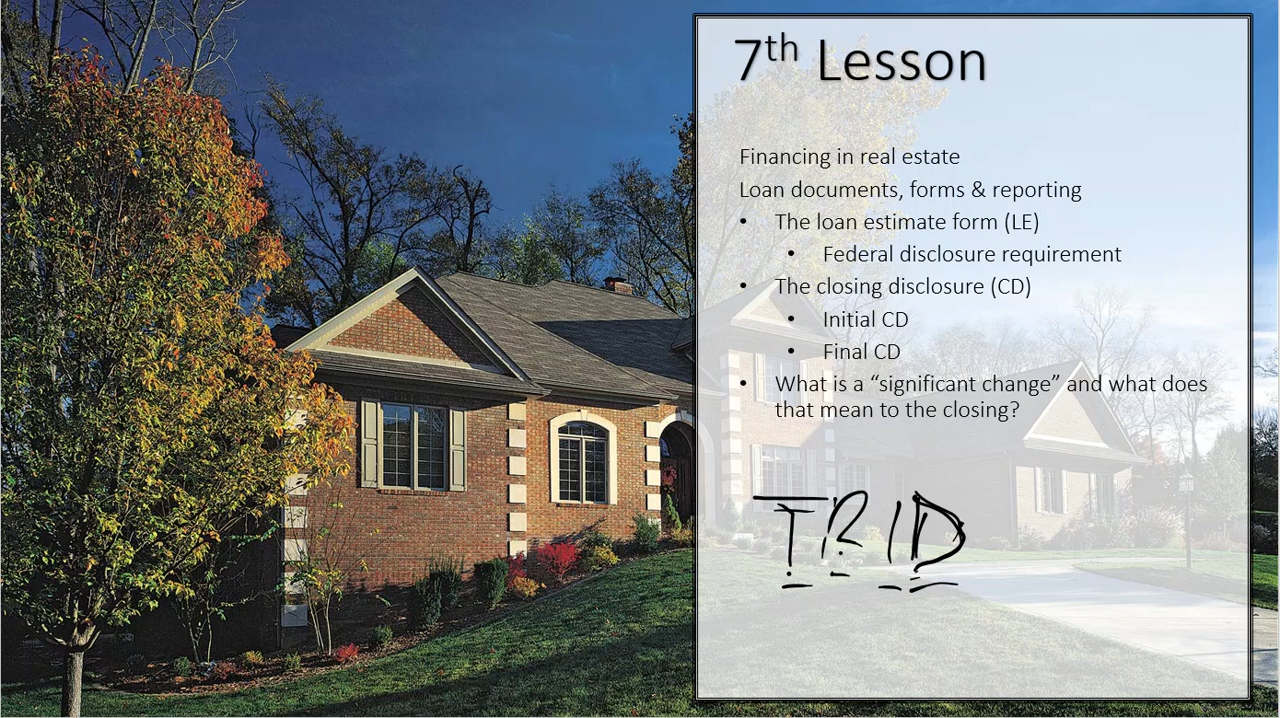 7th Lesson
Financing in real estate
Loan documents, forms & reporting
• The loan estimate form (LE)
• Federal disclosure requirement
• The closing disclosure (CD)
• Initial CD
• Final CD
• What is a “significant change” and what does
that mean to the closing?
TRID